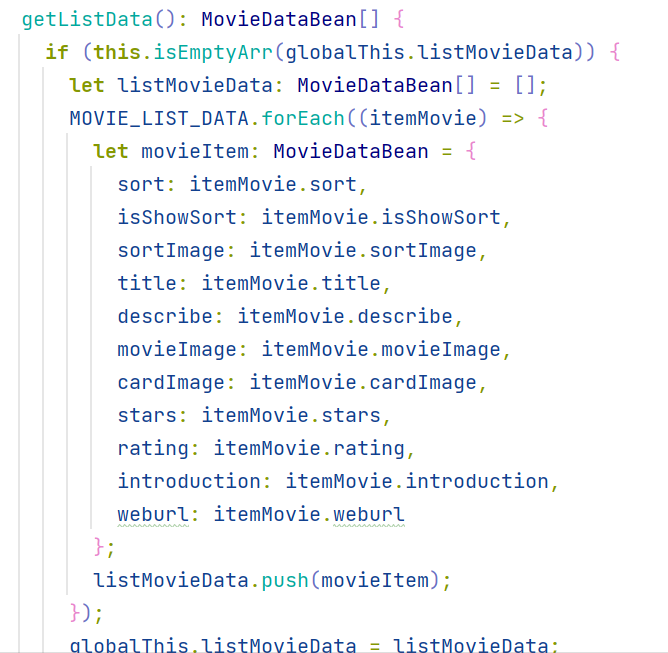 getListData(): MovieDataBean[] {
if (this.isEmptyArr(globalThis.listMovieData)) {
let listMovieData: MovieDataBean[] = [];
MOVIE_LIST_DATA.forEach((itemMovie) => {
let movieItem: MovieDataBean = {
sort: itemMovie.sort,
isShowSort: itemMovie.isShowSort,
sortImage: itemMovie.sortImage,
title: itemMovie.title,
describe: itemMovie.describe,
movieImage: itemMovie.movieImage,
cardImage: itemMovie.cardImage,
stars: itemMovie.stars,
rating: itemMovie.rating,
introduction: itemMovie.introduction,
weburl: itemMovie.weburl
};
listMovieData.push(movieItem);
});
globalThis.listMovieData = listMovieData;